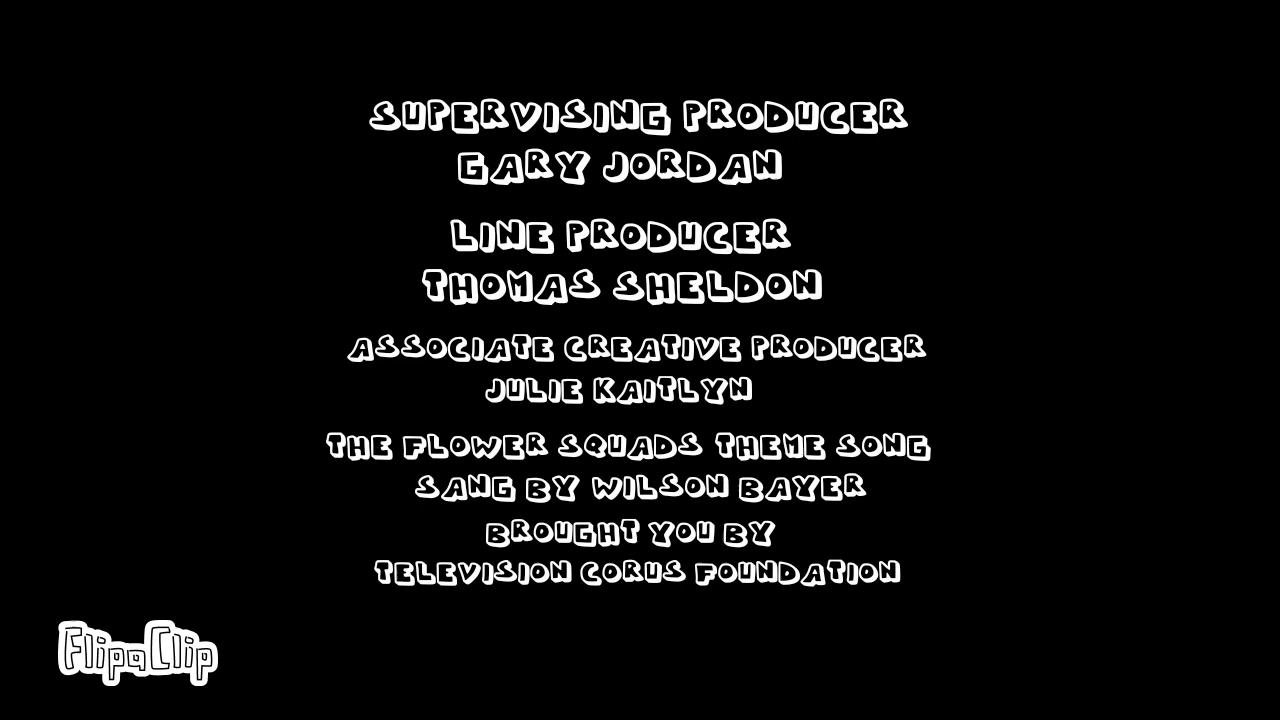 SUPERVISING PRODUCER
GARY JORDAN
LINE PRODUCER
THOMAS SHELDON
ASSOCIATE CREATIVE PRODUCER
JULIE KAITLYN
THE FLOWER SQUADS THEME SONG
SANG BY WILSON BAYER
BROUGHT YOU BY
TELEVISION CORUS FOUNDATION
FlipaClip